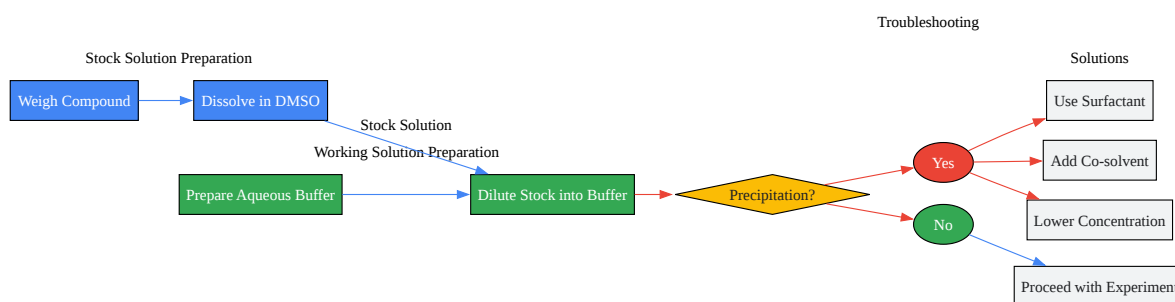 Troubleshooting
Stock Solution Preparation
Solutions
Weigh Compound
Dissolve in DMSO
Use Surfactant
Stock Solution
Working Solution Preparation
Yes
Add Co-solvent
Prepare Aqueous Buffer
Dilute Stock into Buffer
Precipitation?
No
Lower Concentration
Proceed with Experiment